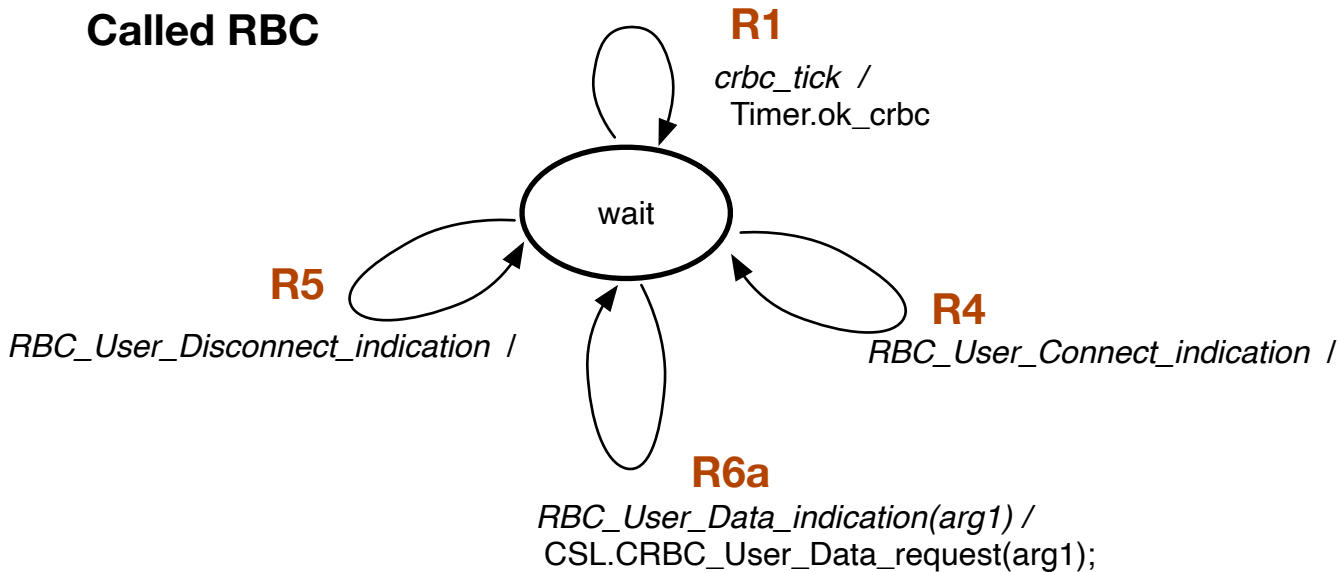 Called RBC
R1
crbc_tick /
Timer.ok_crbc
wait
R5
RBC_User_Disconnect_indication /
R4
RBC_User_Connect_indication /
R6a
RBC_User_Data_indication(arg1) /
CSL.CRBC_User_Data_request(arg1);